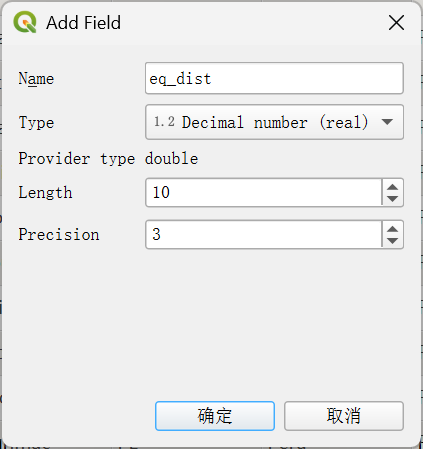 Add Field
Name eq_dist
Type 1.2 Decimal number (real)
Provider type double
Length 10
Precision 3
确定 取消